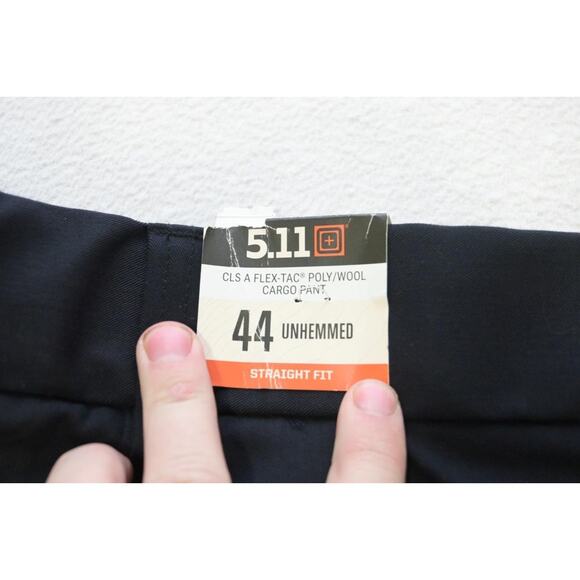 5.11
CLS A FLEX-TAC® POLY/WOOL
CARGO PANT
44 UNHEMMED
STRAIGHT FIT